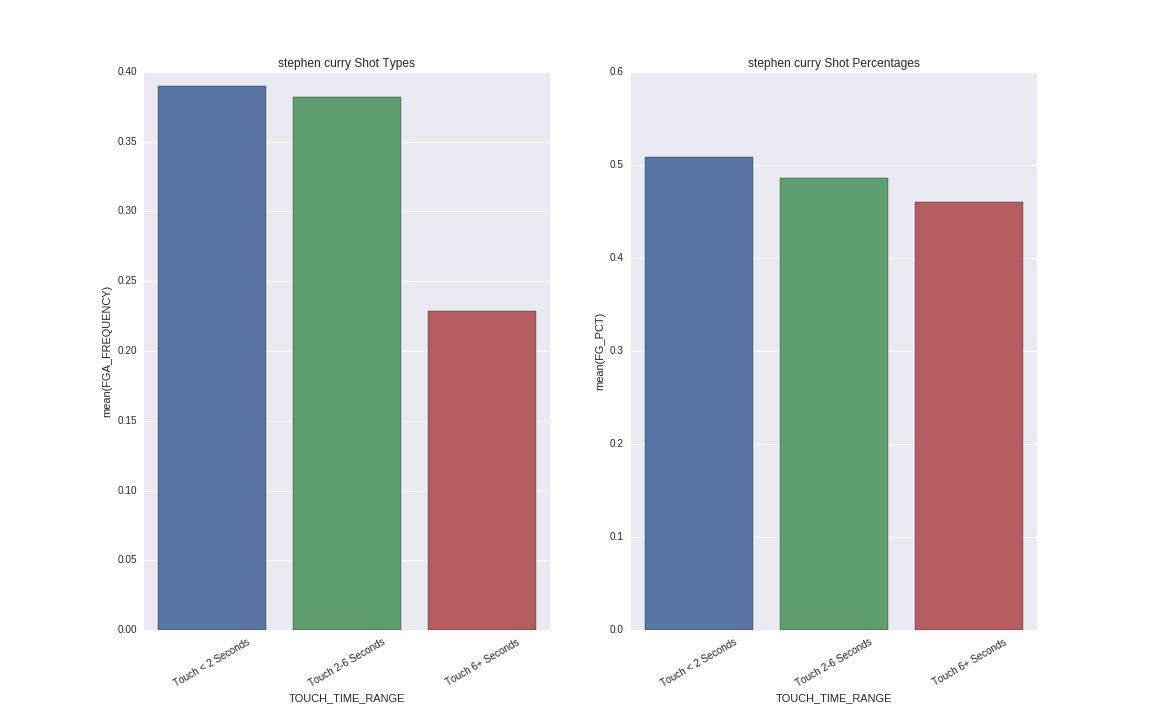 stephen curry Shot Types
0.40
0.35
0.30
0.25
0.20
0.15
0.10
0.05
0.00
mean(FGA_FREQUENCY)
Touch < 2 Seconds
Touch 2-6 Seconds
Touch 6+ Seconds
TOUCH_TIME_RANGE
stephen curry Shot Percentages
0.6
0.5
0.4
0.3
0.2
0.1
0.0
mean(FG_PCT)
Touch < 2 Seconds
Touch 2-6 Seconds
Touch 6+ Seconds
TOUCH_TIME_RANGE